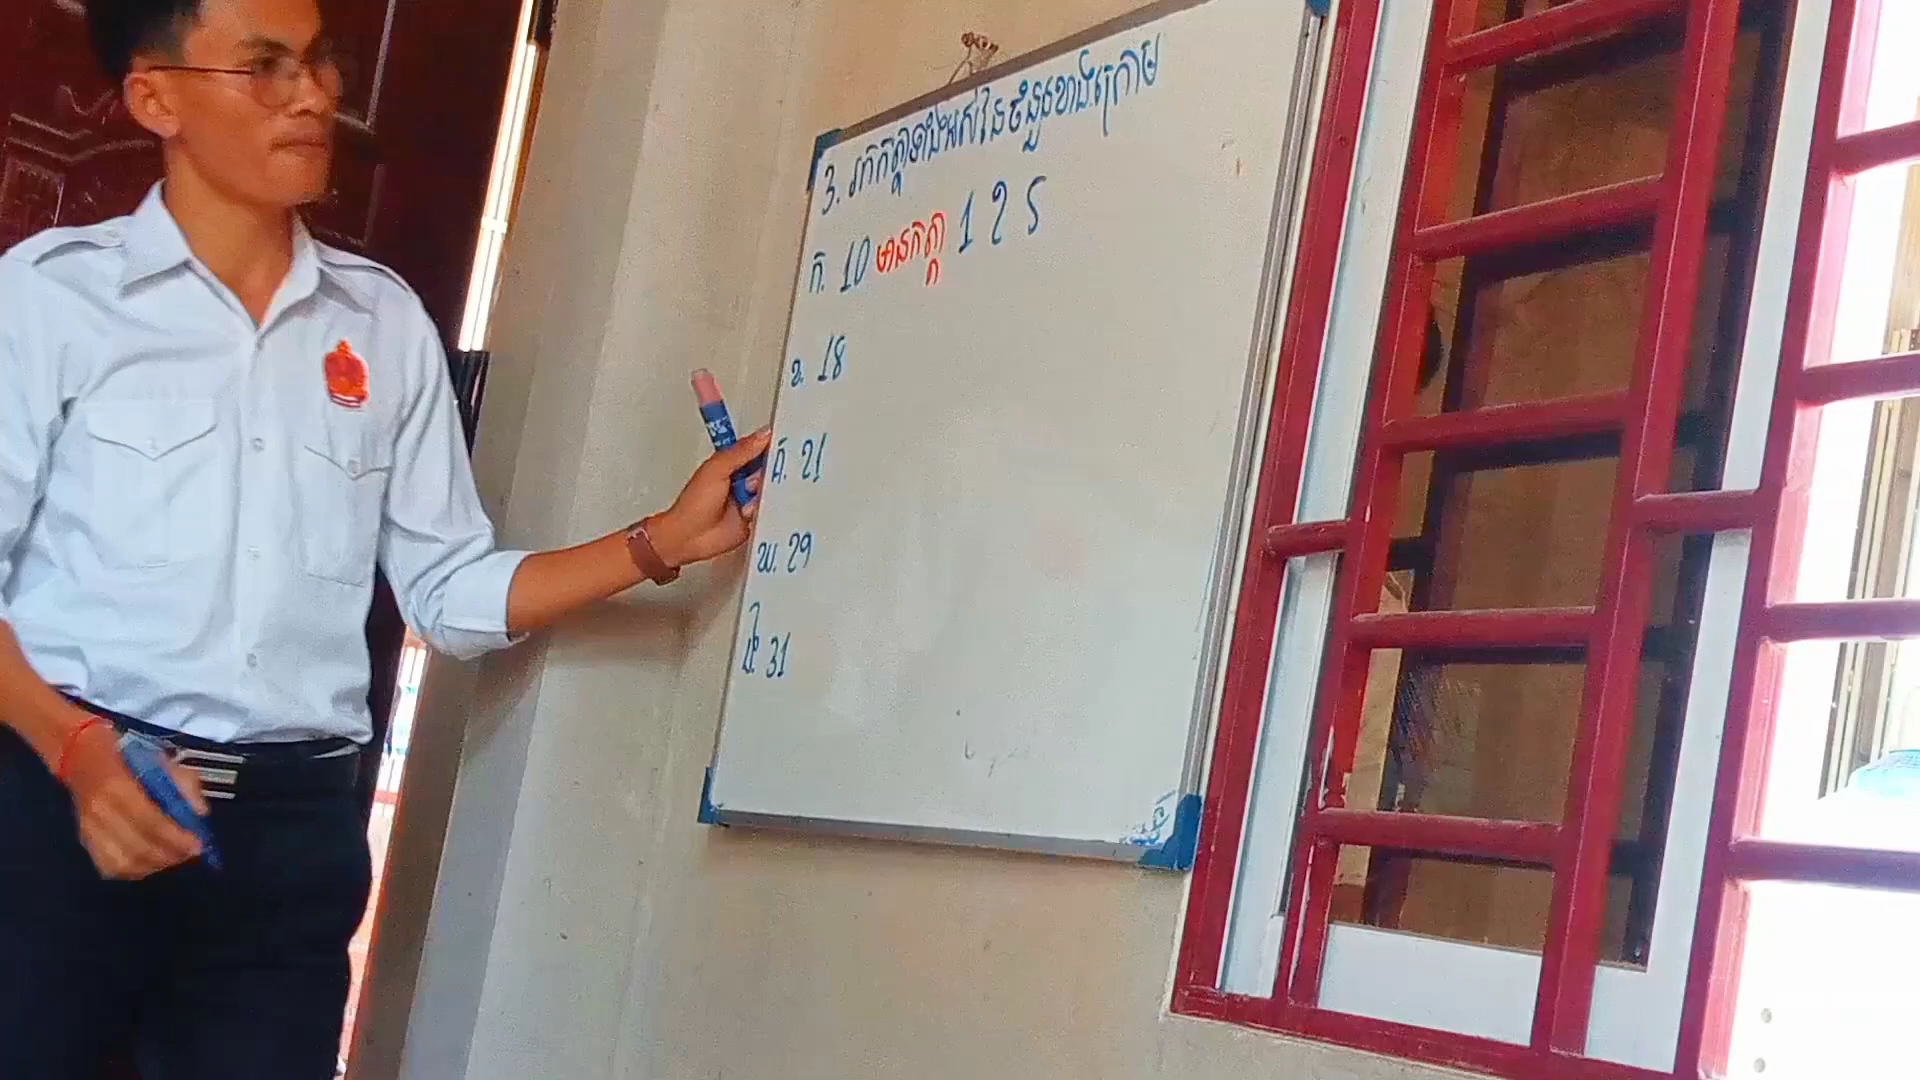 3. រកកត្តាទាំងអស់នៃចំនួនខាងក្រោម
ក. 10 មានកត្តា 1 2 5
ខ. 18
គ. 21
ឃ. 29
ង. 31